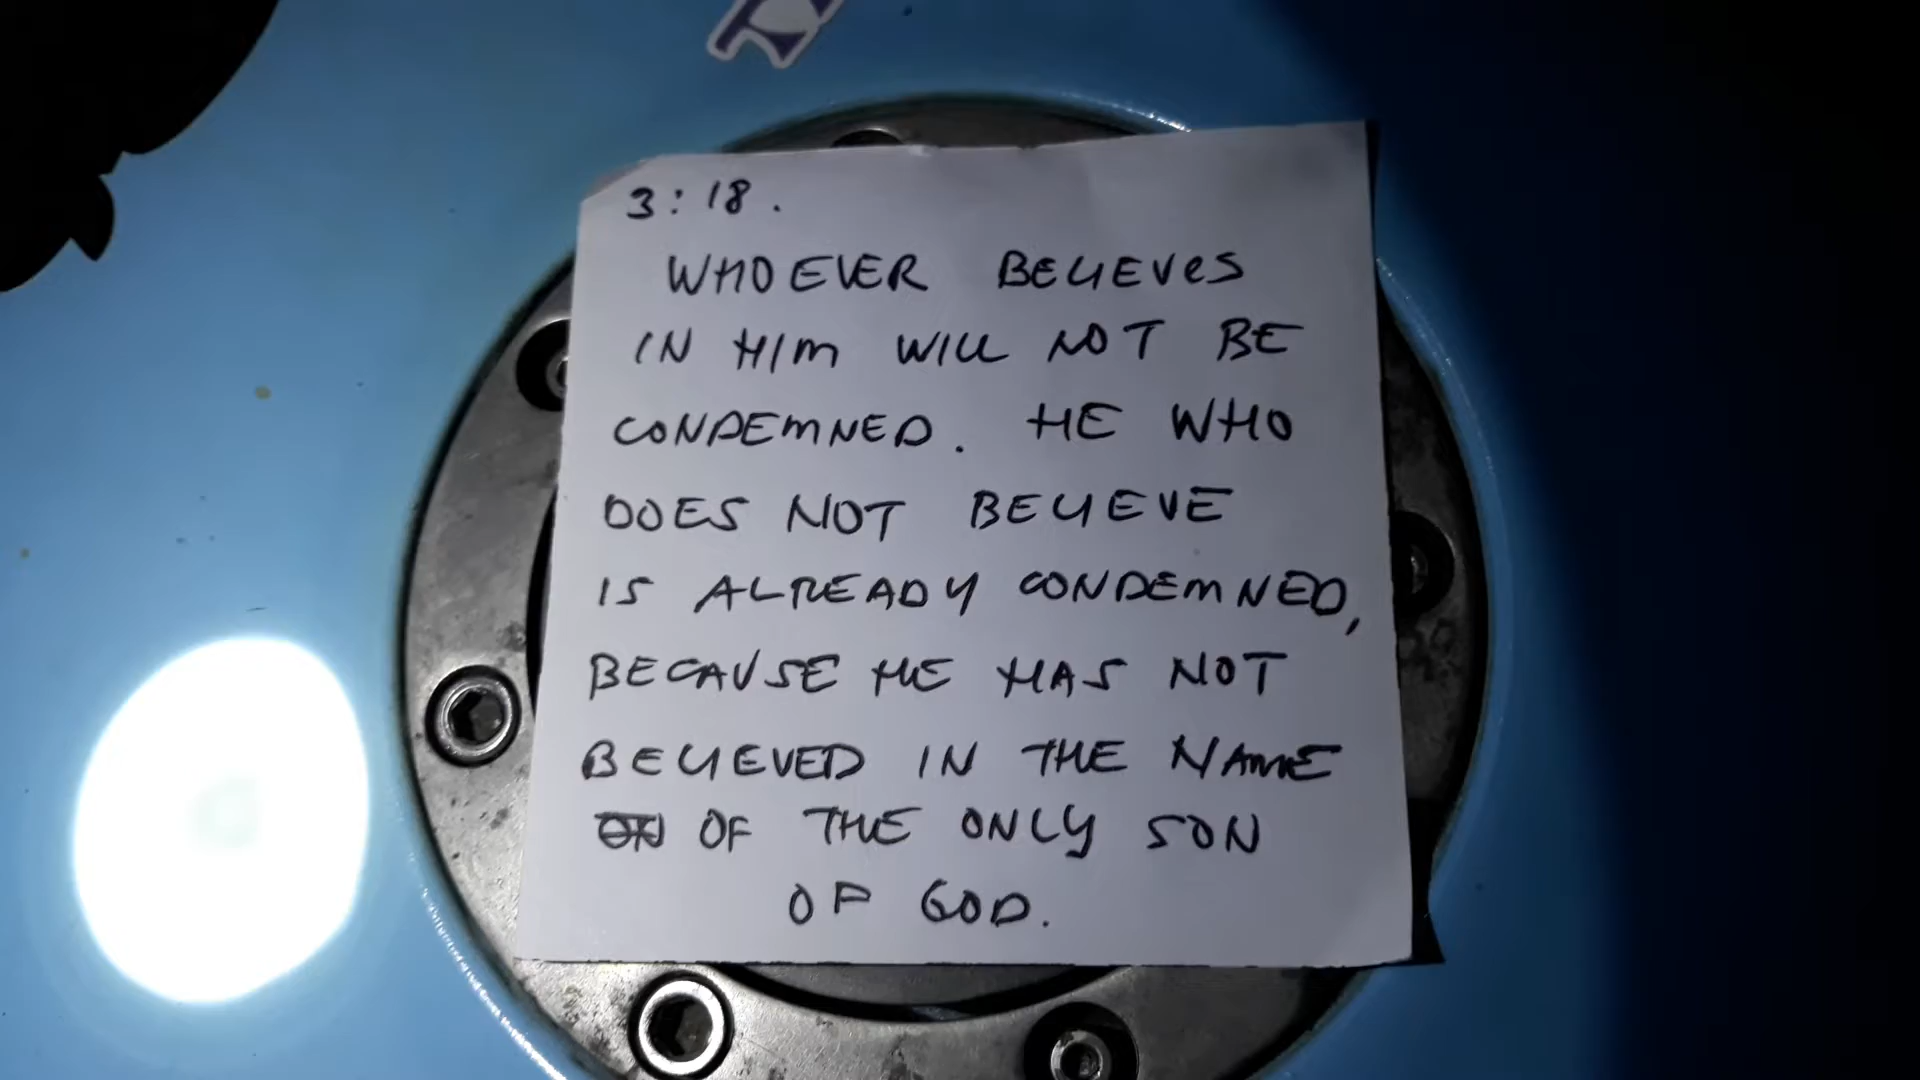 3:18.
WHOEVER BELIEVES
IN HIM WILL NOT BE
CONDEMNED. HE WHO
DOES NOT BELIEVE
IS ALREADY CONDEMNED,
BECAUSE HE HAS NOT
BELIEVED IN THE NAME
OF THE ONLY SON
OF GOD.